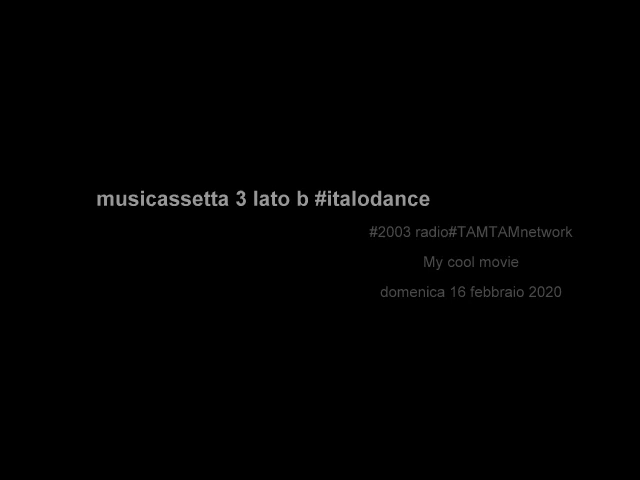 musicassetta 3 lato b #italodance
#2003 radio#TAMTAMnetwork
My cool movie
domenica 16 febbraio 2020